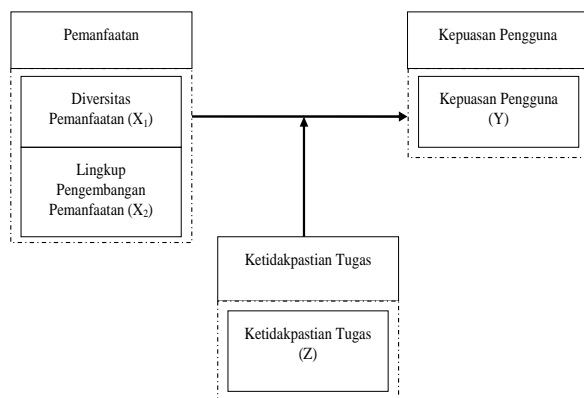 Pemanfaatan
Diversitas
Pemanfaatan (X₁)
Lingkup
Pengembangan
Pemanfaatan (X₂)
Kepuasan Pengguna
Kepuasan Pengguna
(Y)
Ketidakpastian Tugas
Ketidakpastian Tugas
(Z)